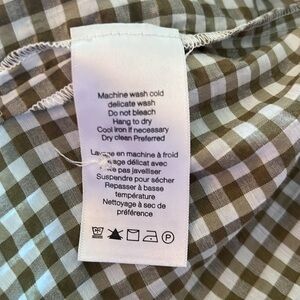 Machine wash cold
delicate wash
Do not bleach
Hang to dry
Cool iron if necessary
Dry clean Preferred
Lavage en machine à froid
avec
pas javelliser
Suspendre pour sécher
Repasser à basse
température
Nettoyage à sec de
préférence
P